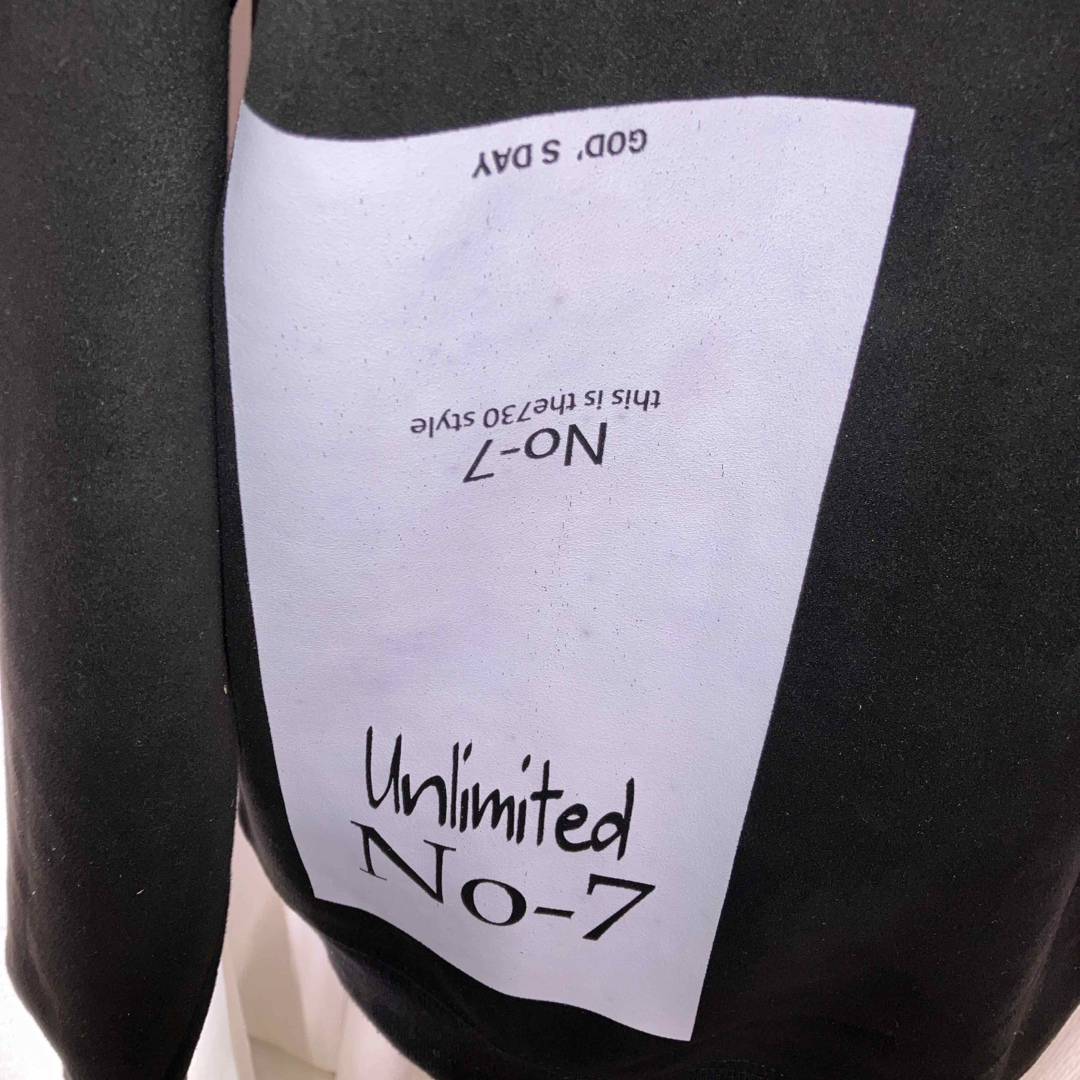 GOD' S DAY
this is the730 style
No-7
Unlimited
No-7